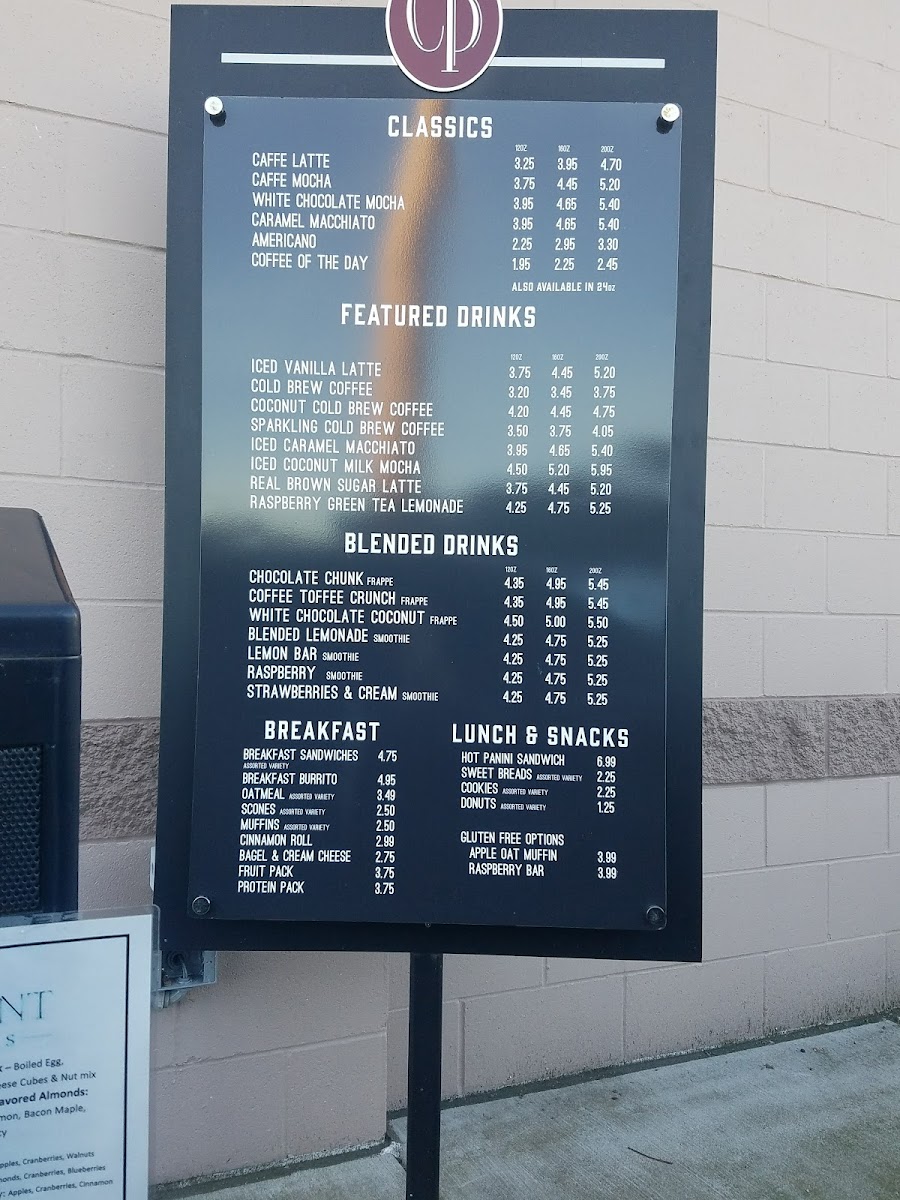 CP
CLASSICS
12OZ 16OZ 20OZ
CAFFE LATTE 3.25 3.95 4.70
CAFFE MOCHA 3.75 4.45 5.20
WHITE CHOCOLATE MOCHA 3.95 4.65 5.40
CARAMEL MACCHIATO 3.95 4.65 5.40
AMERICANO 2.25 2.95 3.30
COFFEE OF THE DAY 1.95 2.25 2.45
ALSO AVAILABLE IN 24OZ
FEATURED DRINKS
12OZ 16OZ 20OZ
ICED VANILLA LATTE 3.75 4.45 5.20
COLD BREW COFFEE 3.20 3.45 3.75
COCONUT COLD BREW COFFEE 4.20 4.45 4.75
SPARKLING COLD BREW COFFEE 3.50 3.75 4.05
ICED CARAMEL MACCHIATO 3.95 4.65 5.40
ICED COCONUT MILK MOCHA 4.50 5.20 5.95
REAL BROWN SUGAR LATTE 3.75 4.45 5.20
RASPBERRY GREEN TEA LEMONADE 4.25 4.75 5.25
BLENDED DRINKS
12OZ 16OZ 20OZ
CHOCOLATE CHUNK FRAPPE 4.35 4.95 5.45
COFFEE TOFFEE CRUNCH FRAPPE 4.35 4.95 5.45
WHITE CHOCOLATE COCONUT FRAPPE 4.50 5.00 5.50
BLENDED LEMONADE SMOOTHIE 4.25 4.75 5.25
LEMON BAR SMOOTHIE 4.25 4.75 5.25
RASPBERRY SMOOTHIE 4.25 4.75 5.25
STRAWBERRIES & CREAM SMOOTHIE 4.25 4.75 5.25
BREAKFAST
BREAKFAST SANDWICHES 4.75
ASSORTED VARIETY
BREAKFAST BURRITO 4.95
OATMEAL ASSORTED VARIETY 3.49
SCONES ASSORTED VARIETY 2.50
MUFFINS ASSORTED VARIETY 2.50
CINNAMON ROLL 2.99
BAGEL & CREAM CHEESE 2.75
FRUIT PACK 3.75
PROTEIN PACK 3.75
LUNCH & SNACKS
HOT PANINI SANDWICH 6.99
SWEET BREADS ASSORTED VARIETY 2.25
COOKIES ASSORTED VARIETY 2.25
DONUTS ASSORTED VARIETY 1.25
GLUTEN FREE OPTIONS
APPLE OAT MUFFIN 3.99
RASPBERRY BAR 3.99
NT
S
– Boiled Egg,
ese Cubes & Nut mix
avored Almonds:
mon, Bacon Maple,
cy
pples, Cranberries, Walnuts
monds, Cranberries, Blueberries
y: Apples, Cranberries, Cinnamon